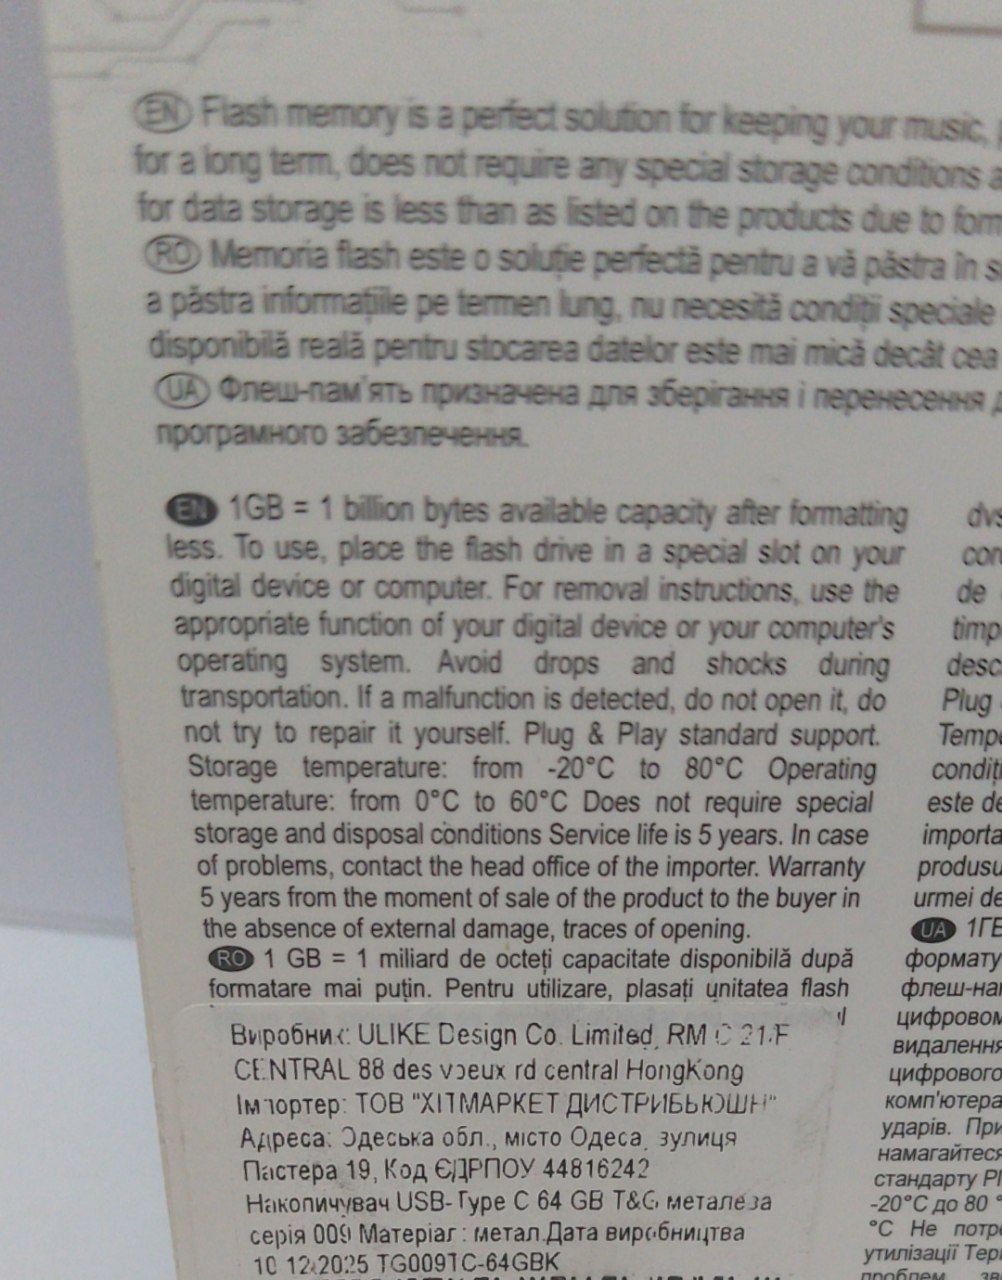 EN Flash memory is a perfect solution for keeping your music,
for a long term, does not require any special storage conditions
for data storage is less than as listed on the products due to form
RO Memoria flash este o soluție perfectă pentru a vă păstra în
a păstra informațiile pe termen lung, nu necesită condiții speciale
disponibilă reală pentru stocarea datelor este mai mică decât cea
UA Флеш-пам'ять призначена для зберігання і перенесення
програмного забезпечення.
EN 1GB = 1 billion bytes available capacity after formatting
less. To use, place the flash drive in a special slot on your
digital device or computer. For removal instructions, use the
appropriate function of your digital device or your computer's
operating system. Avoid drops and shocks during
transportation. If a malfunction is detected, do not open it, do
not try to repair it yourself. Plug & Play standard support.
Storage temperature: from -20°C to 80°C Operating
temperature: from 0°C to 60°C Does not require special
storage and disposal conditions Service life is 5 years. In case
of problems, contact the head office of the importer. Warranty
5 years from the moment of sale of the product to the buyer in
the absence of external damage, traces of opening.
RO 1 GB = 1 miliard de octeți capacitate disponibilă după
formatare mai puțin. Pentru utilizare, plasați unitatea flash
Виробник: ULIKE Design Co. Limited, RM C 21/F
CENTRAL 88 des voeux rd central HongKong
Імпортер: ТОВ "ХІТМАРКЕТ ДИСТРИБЬЮШН"
Адреса: Одеська обл., місто Одеса, вулиця
Пастера 19, Код ЄДРПОУ 44816242
Накопичувач USB-Type C 64 GB T&G металева
серія 009 Матеріал: метал.Дата виробництва
10.12.2025 TG009TC-64GBK
dvs
con
de
timp
desc
Plug
Tempe
condiți
este de
importa
produsu
urmei de
UA 1ГБ
формату
флеш-на
цифровом
видалення
цифрового
комп'ютера
ударів. При
намагайтеся
стандарту Pl
-20°C до 80 °
°C Не потре
утилізації Тер
проблем зв